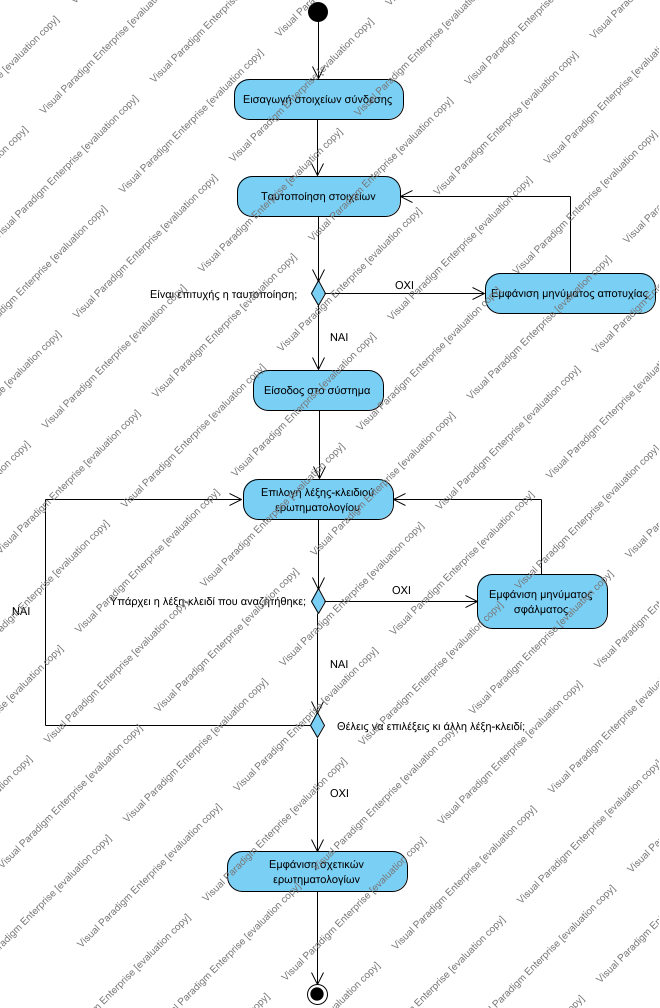 Εισαγωγή στοιχείων σύνδεσης
Ταυτοποίηση στοιχείων
Είναι επιτυχής η ταυτοποίηση;
ΟΧΙ
Εμφάνιση μηνύματος αποτυχίας
ΝΑΙ
Είσοδος στο σύστημα
Επιλογή λέξης-κλειδιού
ερωτηματολογίου
Υπάρχει η λέξη-κλειδί που αναζητήθηκε;
ΟΧΙ
Εμφάνιση μηνύματος
σφάλματος
ΝΑΙ
ΝΑΙ
Θέλεις να επιλέξεις κι άλλη λέξη-κλειδί;
ΟΧΙ
Εμφάνιση σχετικών
ερωτηματολογίων
Visual Paradigm Enterprise [evaluation copy]